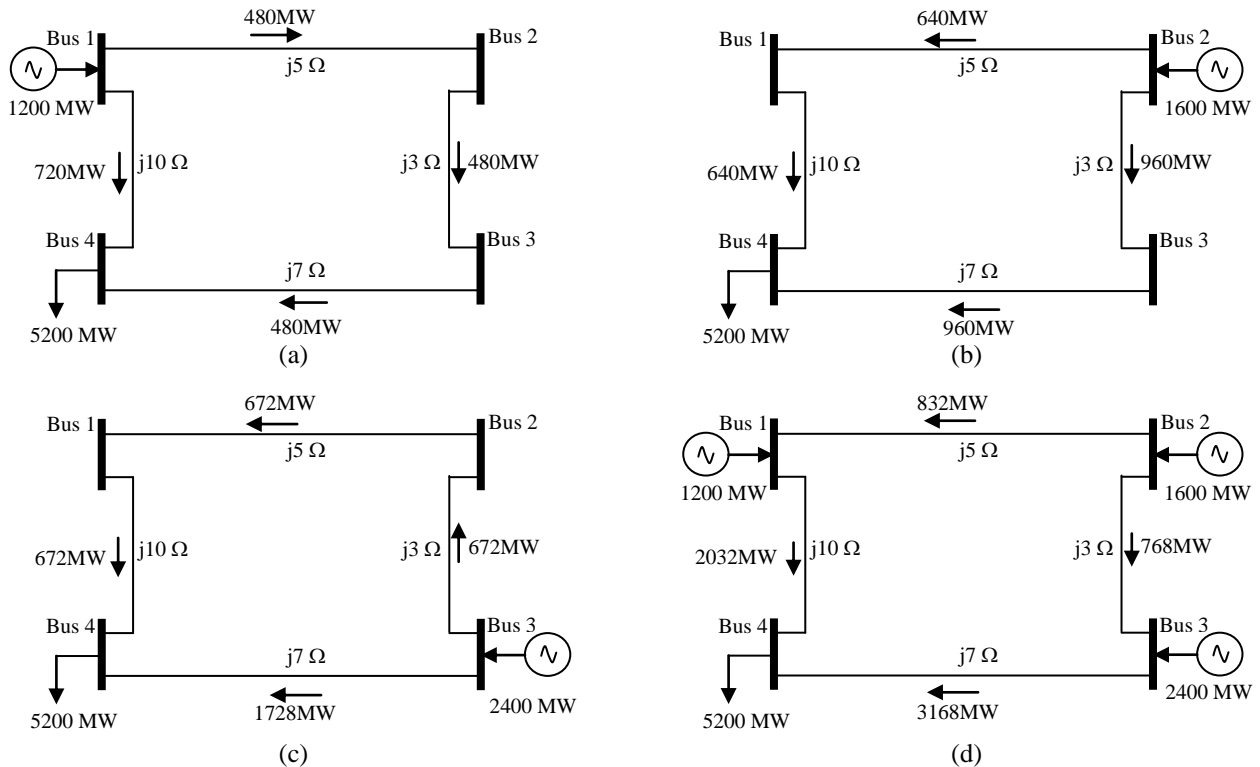 480MW
Bus 1
Bus 2
j5 Ω
1200 MW
720MW
j10 Ω
j3 Ω
480MW
Bus 4
Bus 3
j7 Ω
5200 MW
480MW
(a)
640MW
Bus 1
Bus 2
j5 Ω
1600 MW
640MW
j10 Ω
j3 Ω
960MW
Bus 4
Bus 3
j7 Ω
5200 MW
960MW
(b)
672MW
Bus 1
Bus 2
j5 Ω
672MW
j10 Ω
j3 Ω
672MW
Bus 4
Bus 3
j7 Ω
5200 MW
1728MW
2400 MW
(c)
832MW
Bus 1
Bus 2
j5 Ω
1200 MW
1600 MW
2032MW
j10 Ω
j3 Ω
768MW
Bus 4
Bus 3
j7 Ω
5200 MW
3168MW
2400 MW
(d)